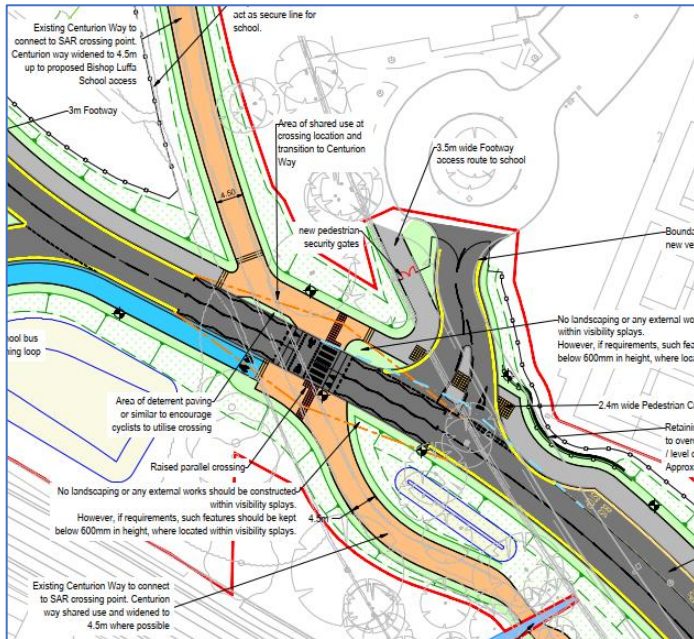 act as secure line for
school.
Existing Centurion Way to
connect to SAR crossing point.
Centurion way widened to 4.5m
up to proposed Bishop Luffa
School access
3m Footway
Area of shared use at
crossing location and
transition to Centurion
Way
3.5m wide Footway
access route to school
4.50
new pedestrian
security gates
Bounda
new ve
No landscaping or any external wo
within visibility splays.
However, if requirements, such fea
below 600mm in height, where loca
ool bus
ing loop
Area of deterrent paving
or similar to encourage
cyclists to utilise crossing
2.4m wide Pedestrian C
Retainin
to over
/ level c
Approx
Raised parallel crossing
No landscaping or any external works should be constructed
within visibility splays.
However, if requirements, such features should be kept
below 600mm in height, where located within visibility splays.
4.5m
Existing Centurion Way to connect
to SAR crossing point. Centurion
way shared use and widened to
4.5m where possible